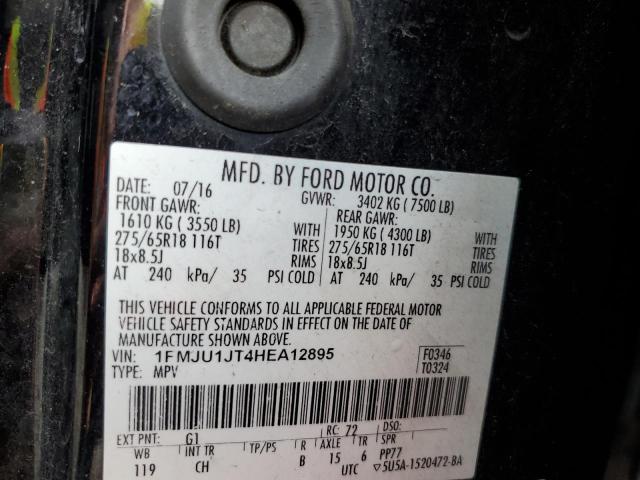 MFD. BY FORD MOTOR CO.
DATE: 07/16 GVWR: 3402 KG (7500 LB)
FRONT GAWR: REAR GAWR:
1610 KG (3550 LB) WITH 1950 KG (4300 LB) WITH
275/65R18 116T TIRES 275/65R18 116T TIRES
18x8.5J RIMS 18x8.5J RIMS
AT 240 kPa/ 35 PSI COLD AT 240 kPa/ 35 PSI COLD
THIS VEHICLE CONFORMS TO ALL APPLICABLE FEDERAL MOTOR
VEHICLE SAFETY STANDARDS IN EFFECT ON THE DATE OF
MANUFACTURE SHOWN ABOVE.
VIN: 1FMJU1JT4HEA12895 F0346
TYPE: MPV T0324
EXT PNT: G1 RC: 72 DSO:
WB INT TR TP/PS R AXLE TR SPR
119 CH B 15 6 PP77
UTC ▽5U5A-1520472-BA